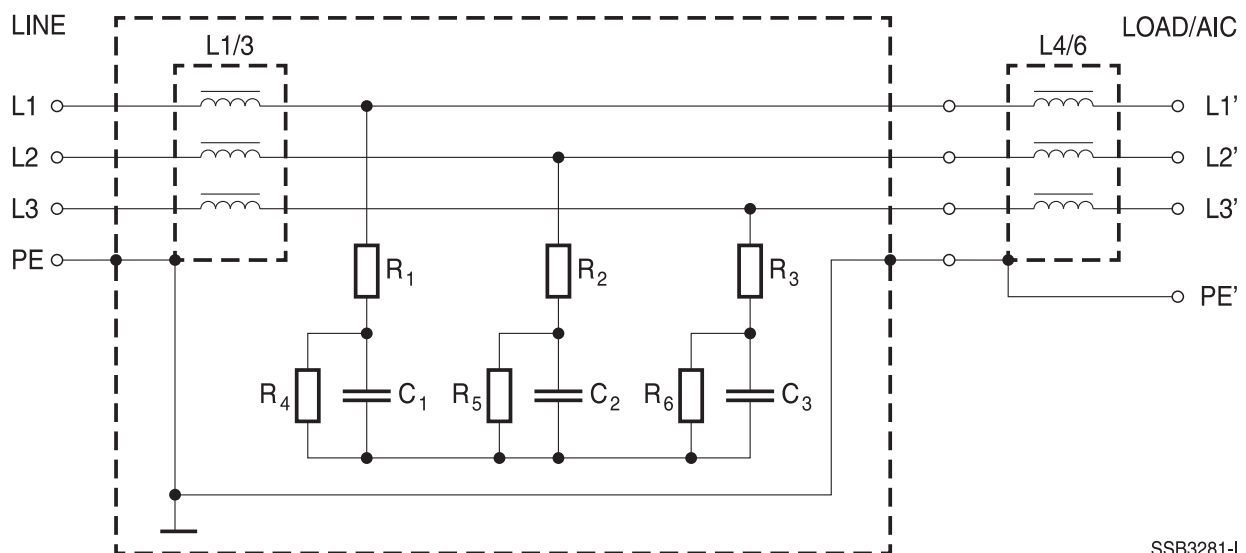 LINE
LOAD/AIC
L1/3
L4/6
L1
L1'
L2
L2'
L3
L3'
PE
PE'
R1
R2
R3
R4
C1
R5
C2
R6
C3